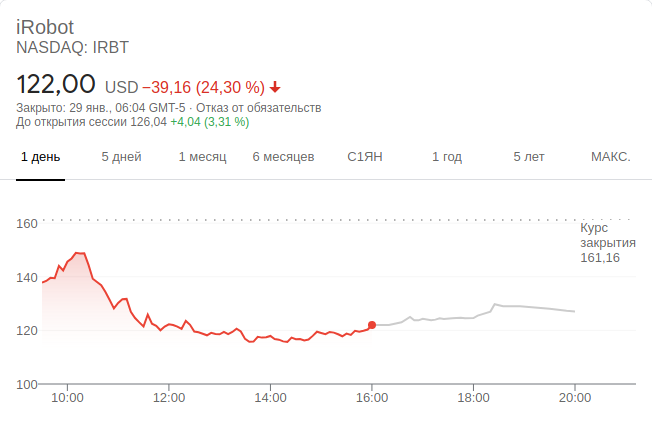 iRobot
NASDAQ: IRBT
122,00 USD −39,16 (24,30 %)
Закрыто: 29 янв., 06:04 GMT-5 · Отказ от обязательств
До открытия сессии 126,04 +4,04 (3,31 %)
1 день 5 дней 1 месяц 6 месяцев С1ЯН 1 год 5 лет МАКС.
160
Курс
закрытия
161,16
140
120
100
10:00 12:00 14:00 16:00 18:00 20:00